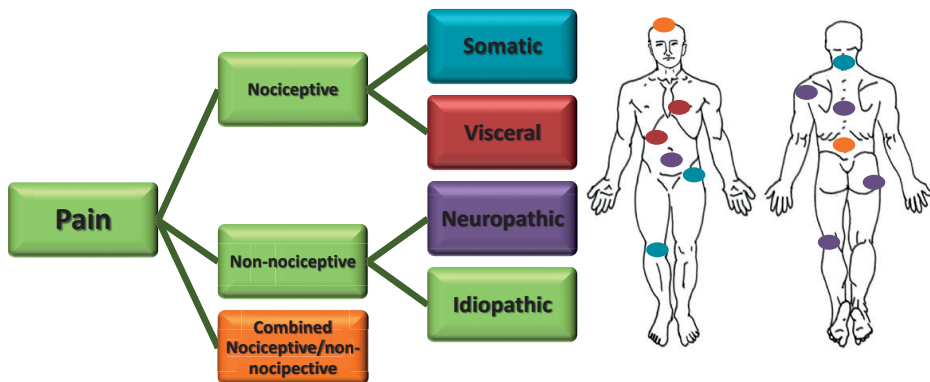 Pain
Nociceptive
Somatic
Visceral
Non-nociceptive
Neuropathic
Idiopathic
Combined
Nociceptive/non-
nocipective